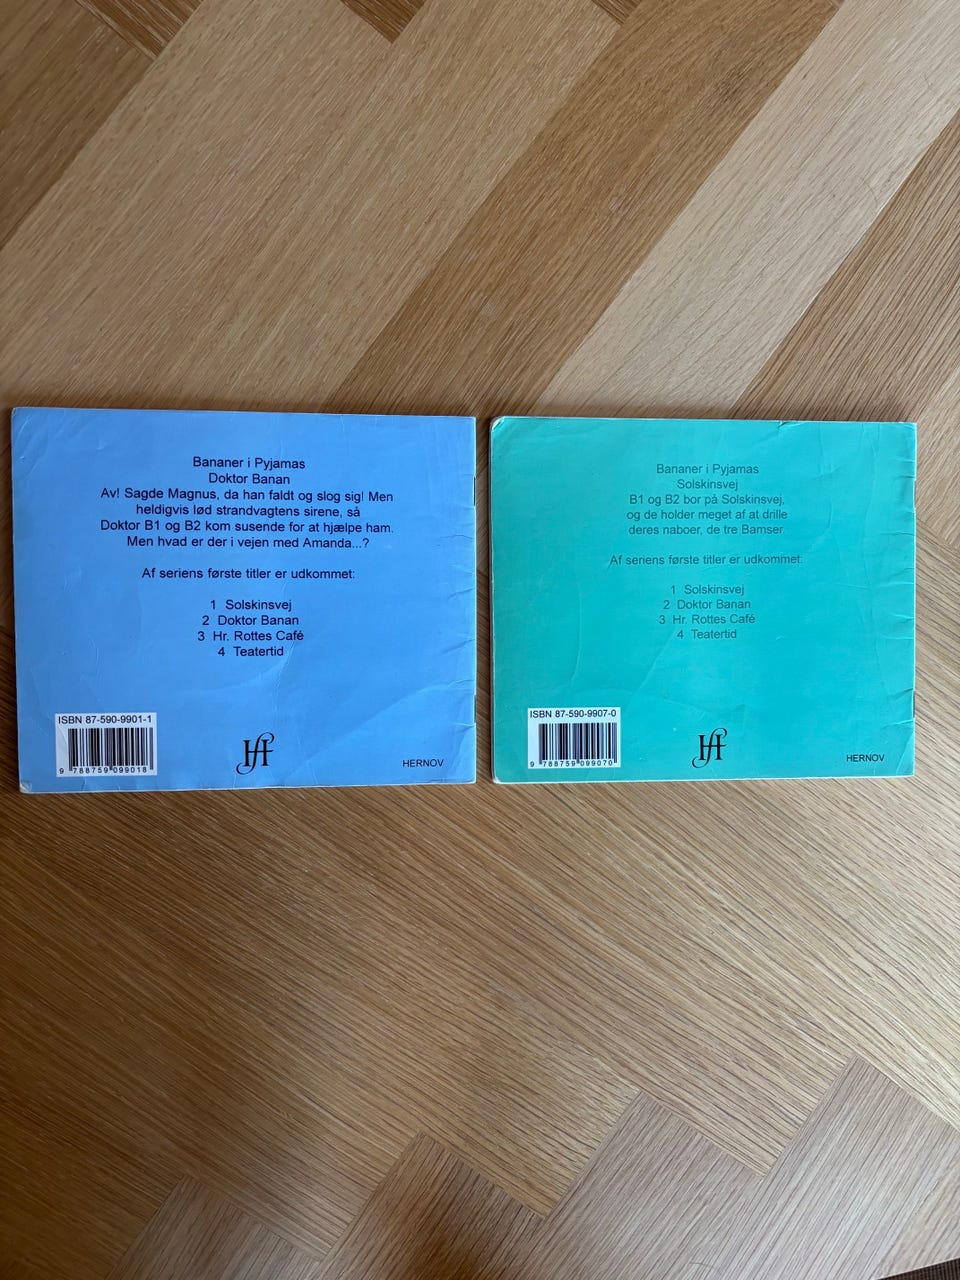 Bananer i Pyjamas
Doktor Banan
Av! Sagde Magnus, da han faldt og slog sig! Men
heldigvis lød strandvagtens sirene, så
Doktor B1 og B2 kom susende for at hjælpe ham.
Men hvad er der i vejen med Amanda...?
Af seriens første titler er udkommet:
1 Solskinsvej
2 Doktor Banan
3 Hr. Rottes Café
4 Teatertid
ISBN 87-590-9901-1
9 788759 099018
HERNOV
Bananer i Pyjamas
Solskinsvej
B1 og B2 bor på Solskinsvej,
og de holder meget af at drille
deres naboer, de tre Bamser.
Af seriens første titler er udkommet:
1 Solskinsvej
2 Doktor Banan
3 Hr. Rottes Café
4 Teatertid
ISBN 87-590-9907-0
9 788759 099070
HERNOV